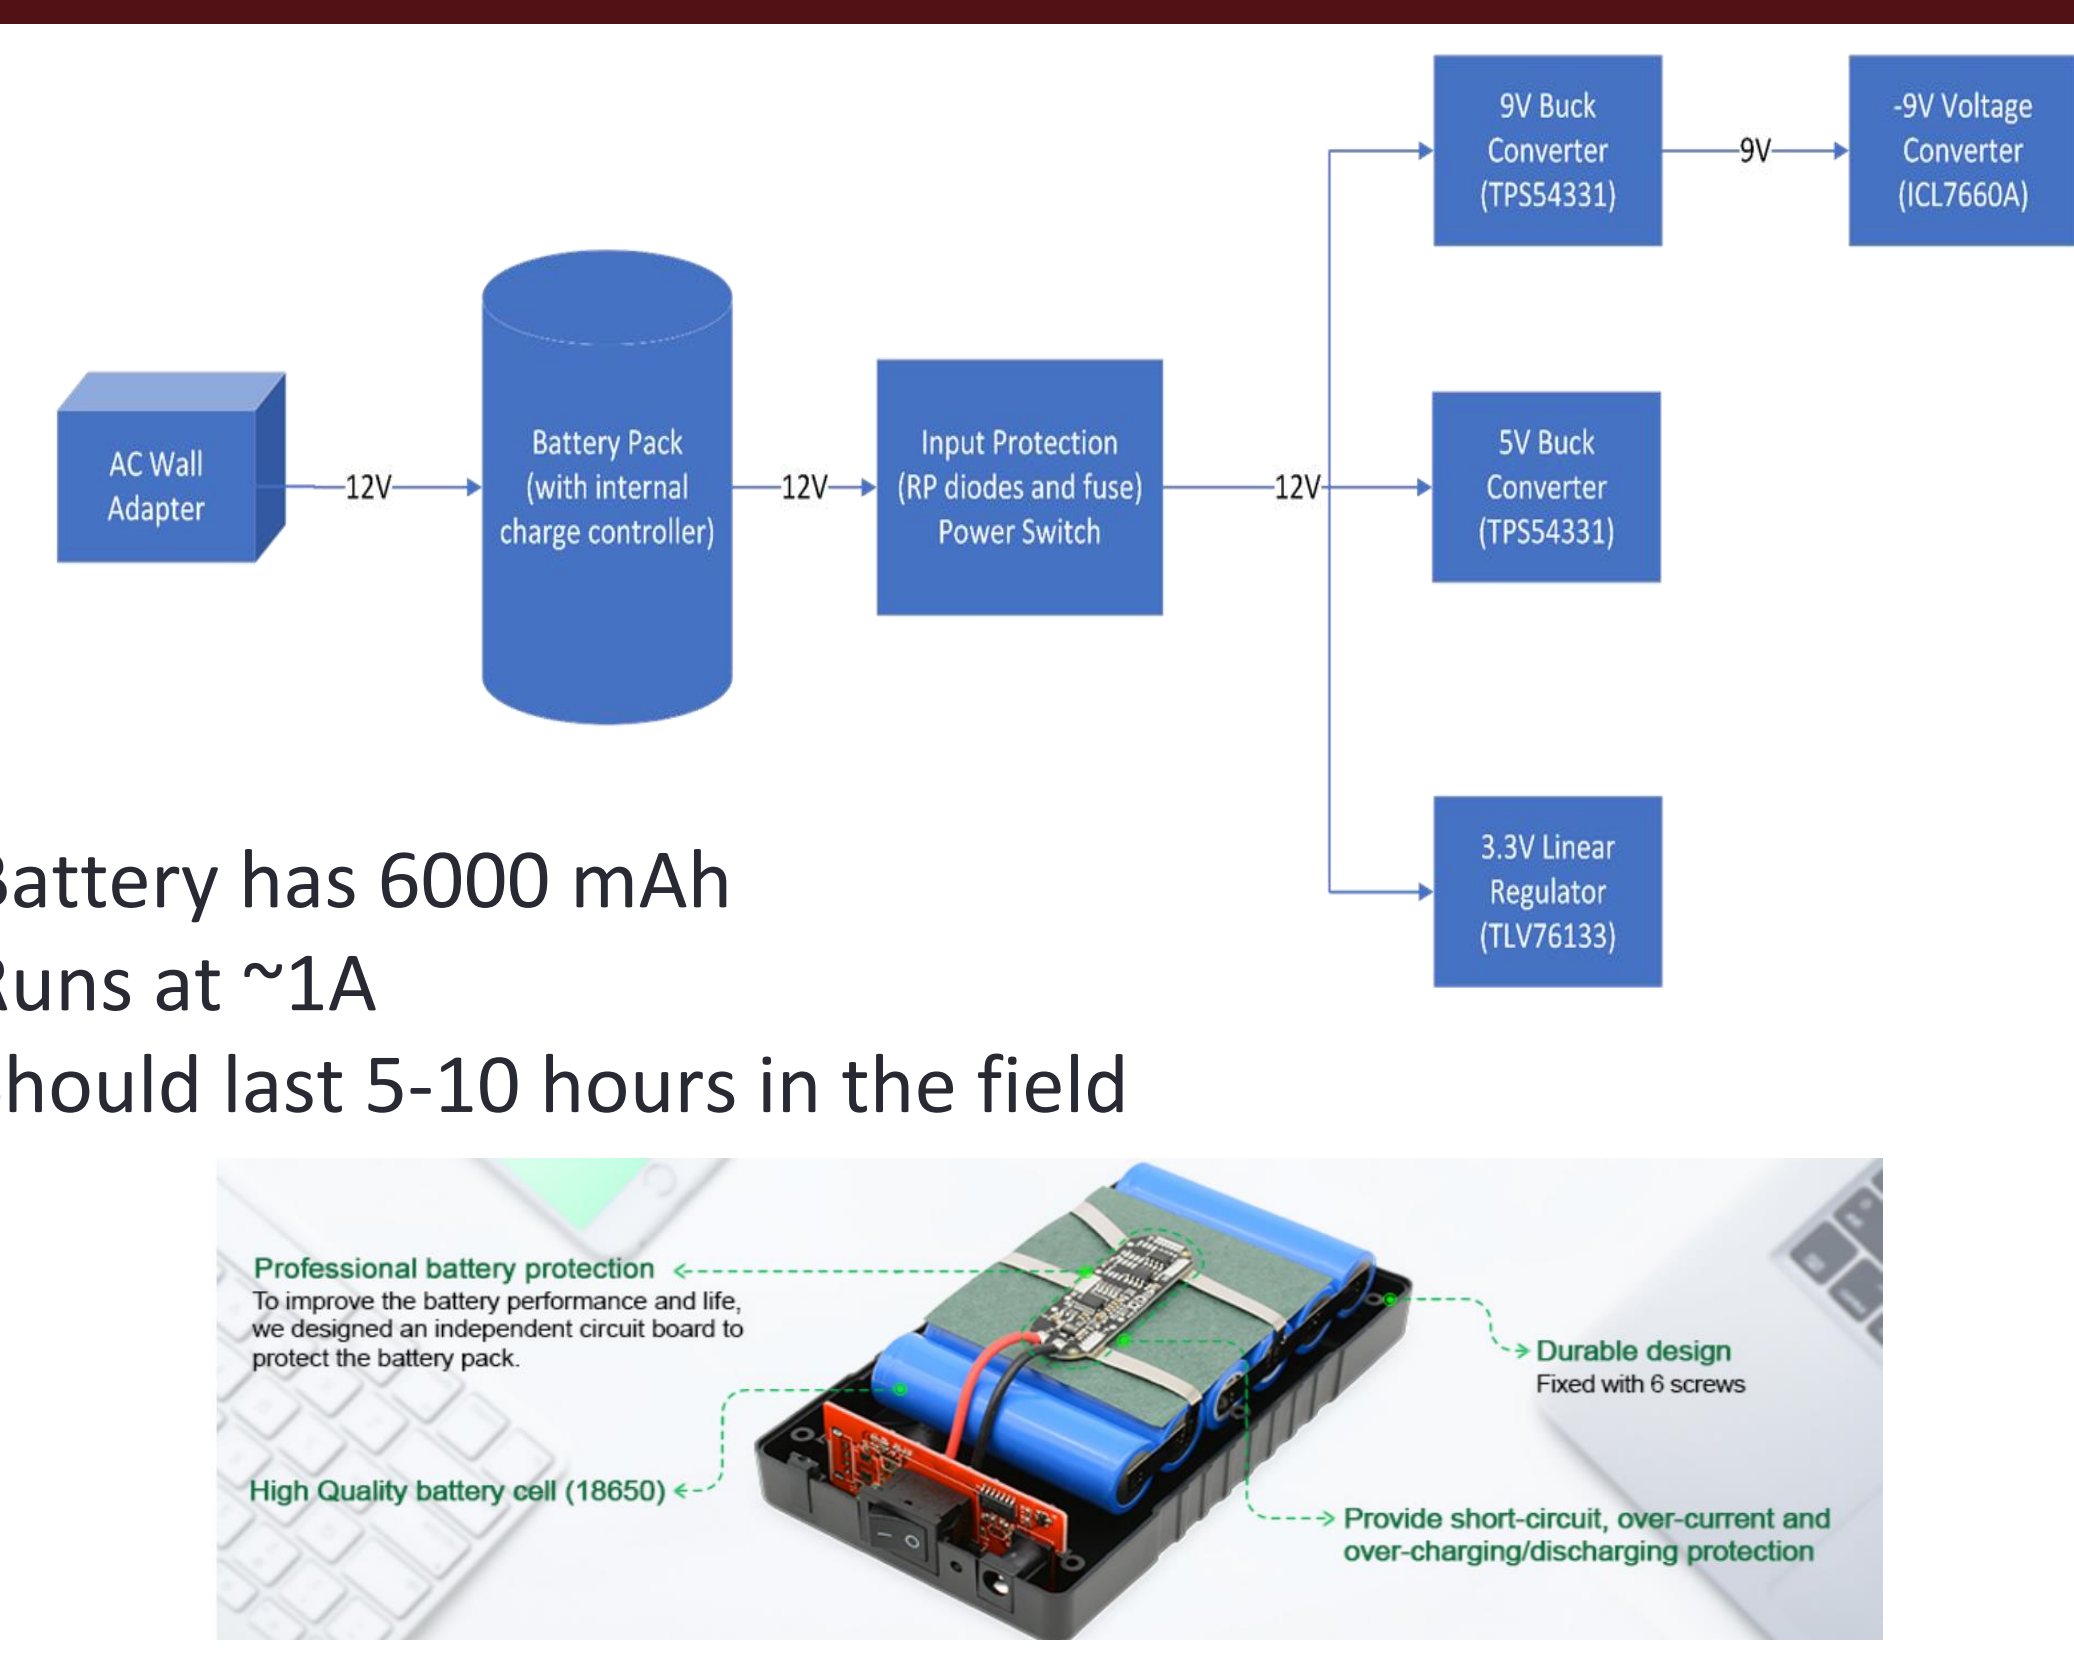 9V Buck
Converter
(TPS54331)
9V
-9V Voltage
Converter
(ICL7660A)
AC Wall
Adapter
12V
Battery Pack
(with internal
charge controller)
12V
Input Protection
(RP diodes and fuse)
Power Switch
12V
5V Buck
Converter
(TPS54331)
3.3V Linear
Regulator
(TLV76133)
Battery has 6000 mAh
Runs at ~1A
should last 5-10 hours in the field
Professional battery protection
To improve the battery performance and life,
we designed an independent circuit board to
protect the battery pack.
High Quality battery cell (18650)
Durable design
Fixed with 6 screws
Provide short-circuit, over-current and
over-charging/discharging protection